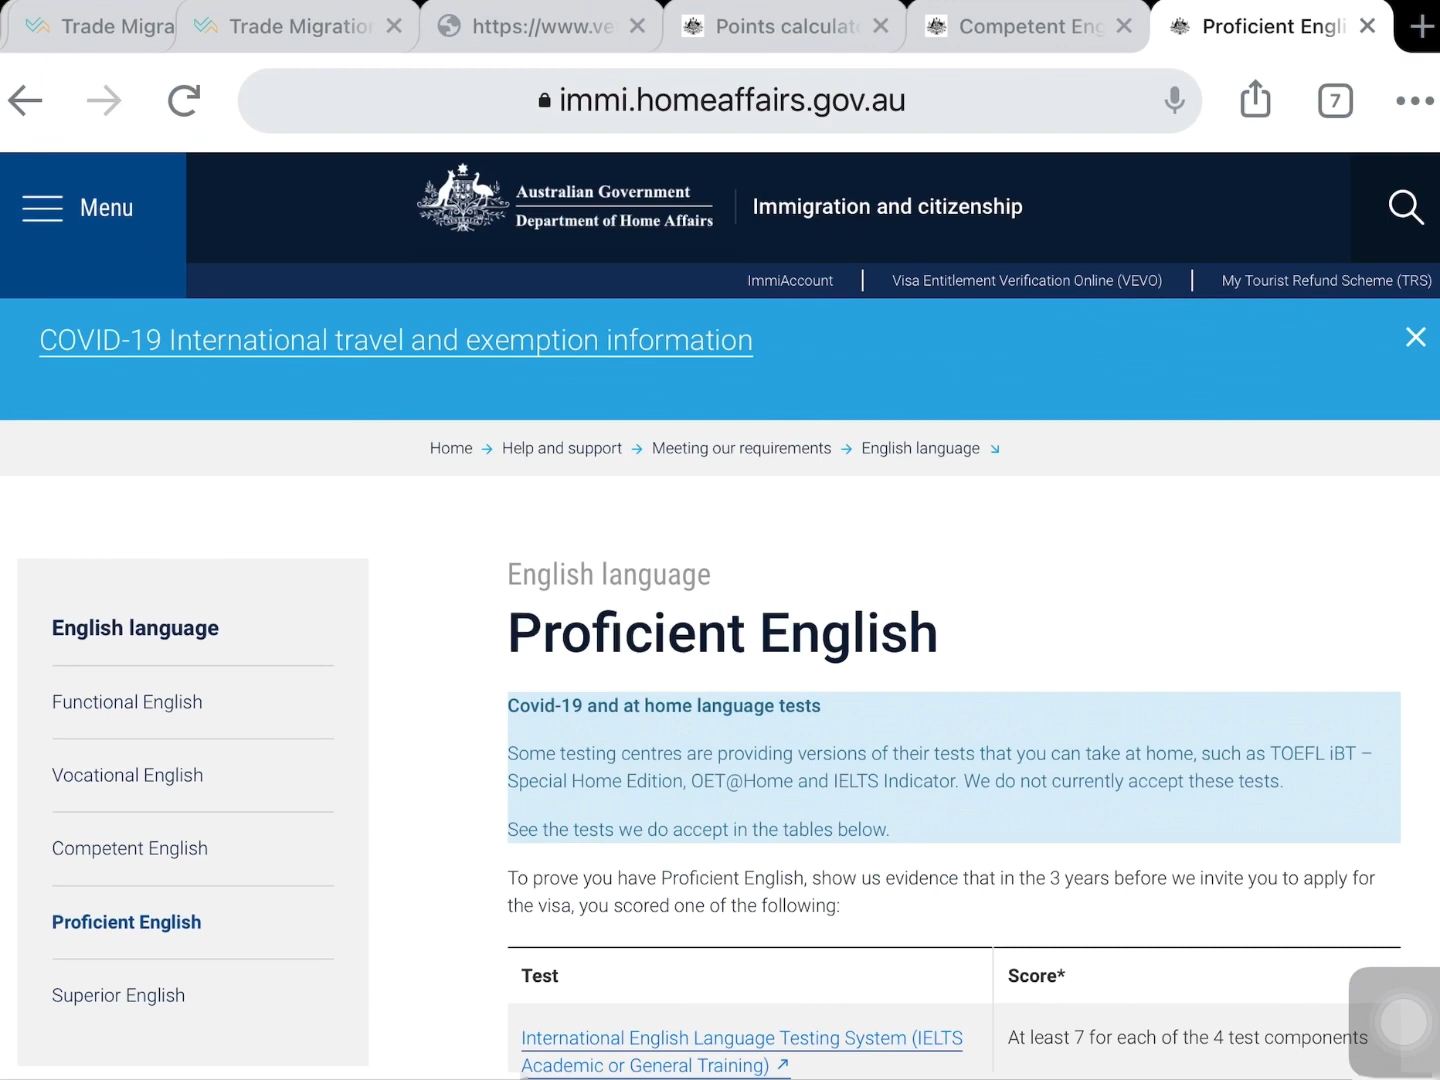 Trade Migra
Trade Migration
https://www.ve
Points calculat
Competent Eng
Proficient Engli
immi.homeaffairs.gov.au
7
Menu
Australian Government
Department of Home Affairs
Immigration and citizenship
ImmiAccount
Visa Entitlement Verification Online (VEVO)
My Tourist Refund Scheme (TRS)
COVID-19 International travel and exemption information
Home
Help and support
Meeting our requirements
English language
English language
Functional English
Vocational English
Competent English
Proficient English
Superior English
English language
Proficient English
Covid-19 and at home language tests
Some testing centres are providing versions of their tests that you can take at home, such as TOEFL iBT –
Special Home Edition, OET@Home and IELTS Indicator. We do not currently accept these tests.
See the tests we do accept in the tables below.
To prove you have Proficient English, show us evidence that in the 3 years before we invite you to apply for
the visa, you scored one of the following:
Test
Score*
International English Language Testing System (IELTS
Academic or General Training)
At least 7 for each of the 4 test components